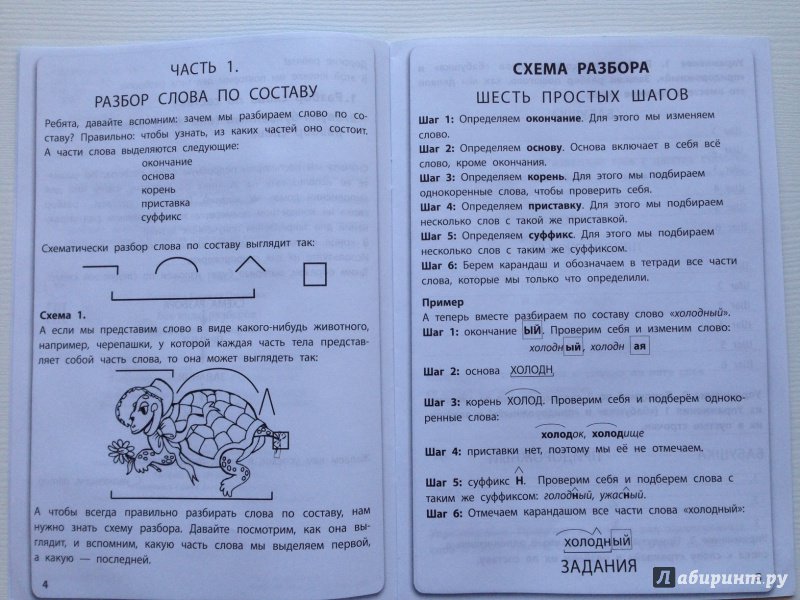 ЧАСТЬ 1.
РАЗБОР СЛОВА ПО СОСТАВУ
Ребята, давайте вспомним: зачем мы разбираем слово по со-
ставу? Правильно: чтобы узнать, из каких частей оно состоит.
А части слова выделяются следующие:
окончание
основа
корень
приставка
суффикс
Схематически разбор слова по составу выглядит так:
Схема 1.
А если мы представим слово в виде какого-нибудь животного,
например, черепашки, у которой каждая часть тела представ-
ляет собой часть слова, то она может выглядеть так:
А чтобы всегда правильно разбирать слова по составу, нам
нужно знать схему разбора. Давайте посмотрим, как она вы-
глядит, и вспомним, какую часть слова мы выделяем первой,
а какую — последней.
4
СХЕМА РАЗБОРА
ШЕСТЬ ПРОСТЫХ ШАГОВ
Шаг 1: Определяем окончание. Для этого мы изменяем
слово.
Шаг 2: Определяем основу. Основа включает в себя всё
слово, кроме окончания.
Шаг 3: Определяем корень. Для этого мы подбираем
однокоренные слова, чтобы проверить себя.
Шаг 4: Определяем приставку. Для этого мы подбираем
несколько слов с такой же приставкой.
Шаг 5: Определяем суффикс. Для этого мы подбираем
несколько слов с таким же суффиксом.
Шаг 6: Берем карандаш и обозначаем в тетради все части
слова, которые мы только что определили.
Пример
А теперь вместе разбираем по составу слово «холодный».
Шаг 1: окончание ЫЙ. Проверим себя и изменим слово:
холодный, холодн ая
Шаг 2: основа ХОЛОДН
Шаг 3: корень ХОЛОД. Проверим себя и подберём одноко-
ренные слова:
холодок, холодище
Шаг 4: приставки нет, поэтому мы её не отмечаем.
Шаг 5: суффикс Н. Проверим себя и подберем слова с
таким же суффиксом: голодный, ужасный.
Шаг 6: Отмечаем карандашом все части слова «холодный»:
ХОЛОДНЫЙ
ЗАДАНИЯ
Лабиринт.ру